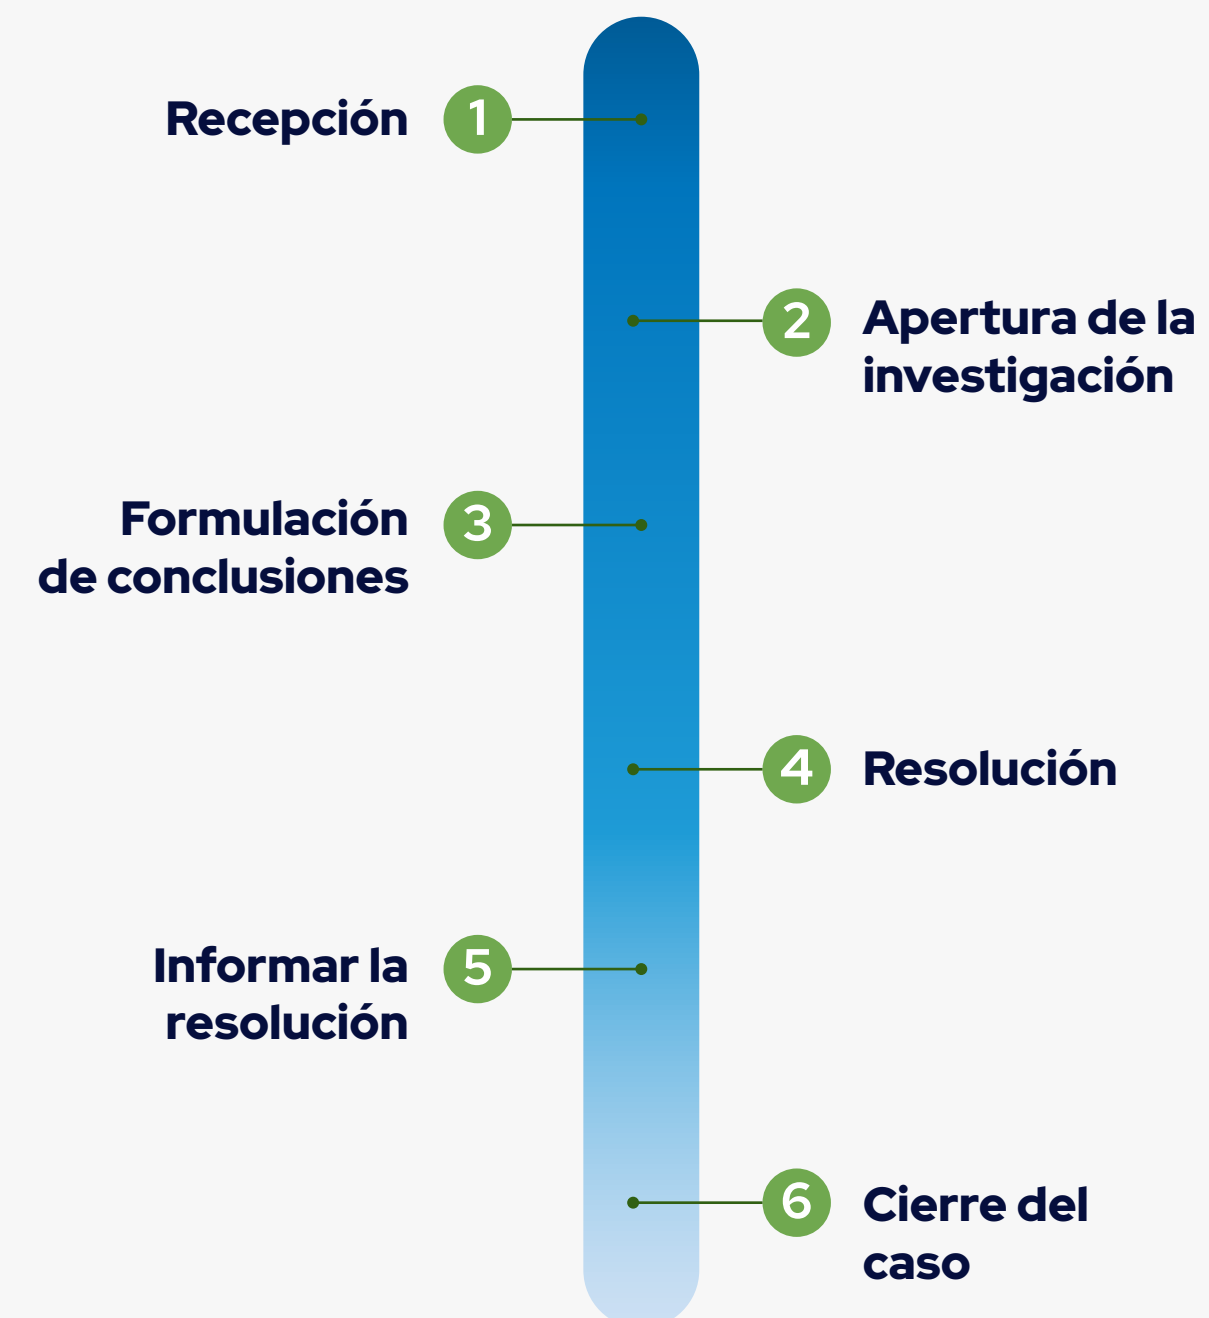 Recepción 1
2 Apertura de la
investigación
Formulación 3
de conclusiones
4 Resolución
Informar la 5
resolución
6 Cierre del
caso